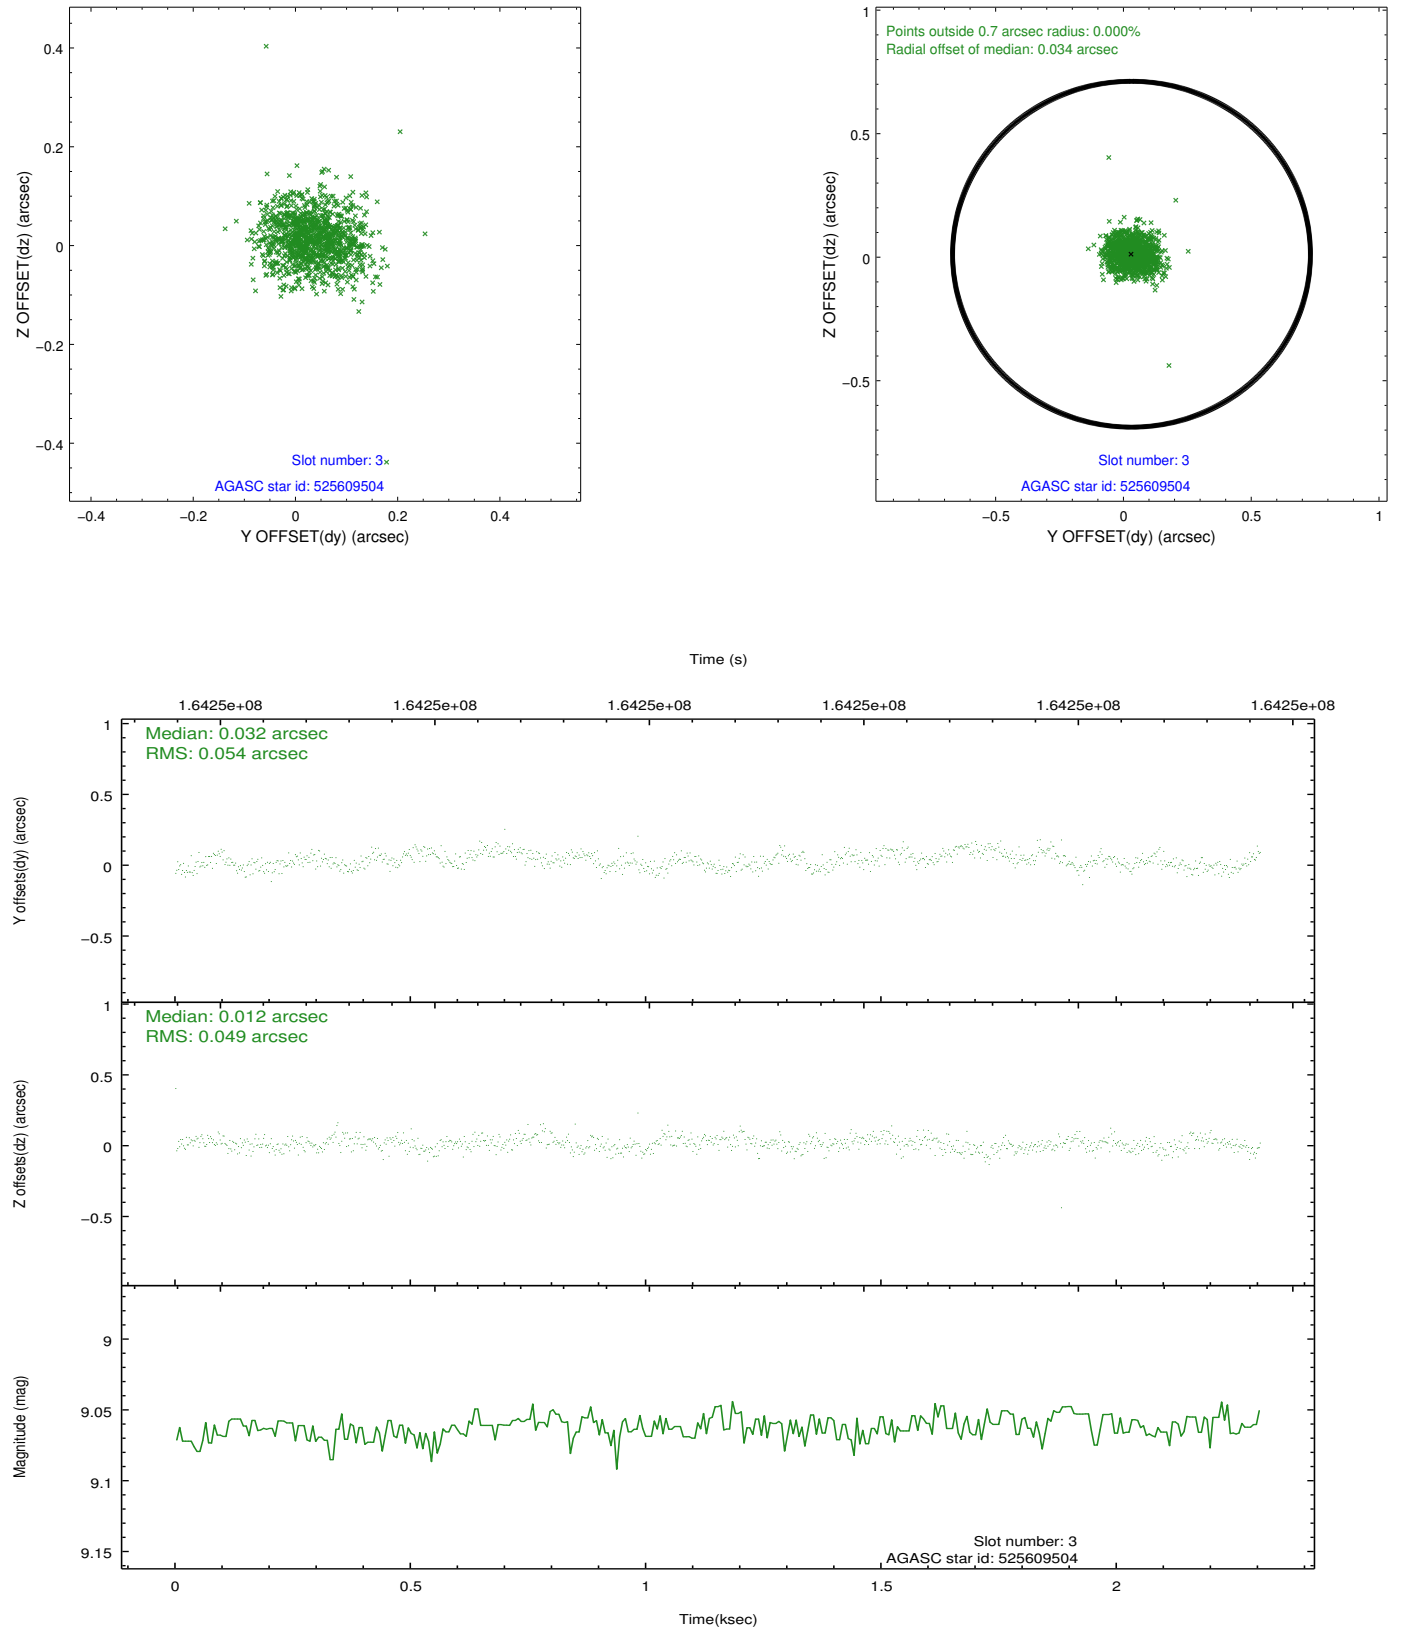 0.4
0.2
0
−0.2
−0.4
Z OFFSET(dz) (arcsec)
Slot number: 3
AGASC star id: 525609504
−0.4 −0.2 0 0.2 0.4
Y OFFSET(dy) (arcsec)
Points outside 0.7 arcsec radius: 0.000%
Radial offset of median: 0.034 arcsec
1
0.5
0
−0.5
Z OFFSET(dz) (arcsec)
Slot number: 3
AGASC star id: 525609504
−0.5 0 0.5 1
Y OFFSET(dy) (arcsec)
Time (s)
1.6425e+08 1.6425e+08 1.6425e+08 1.6425e+08 1.6425e+08 1.6425e+08
Median: 0.032 arcsec
RMS: 0.054 arcsec
1
0.5
0
−0.5
Y offsets(dy) (arcsec)
Median: 0.012 arcsec
RMS: 0.049 arcsec
1
0.5
0
−0.5
Z offsets(dz) (arcsec)
9
9.05
9.1
9.15
Magnitude (mag)
Slot number: 3
AGASC star id: 525609504
0 0.5 1 1.5 2
Time(ksec)